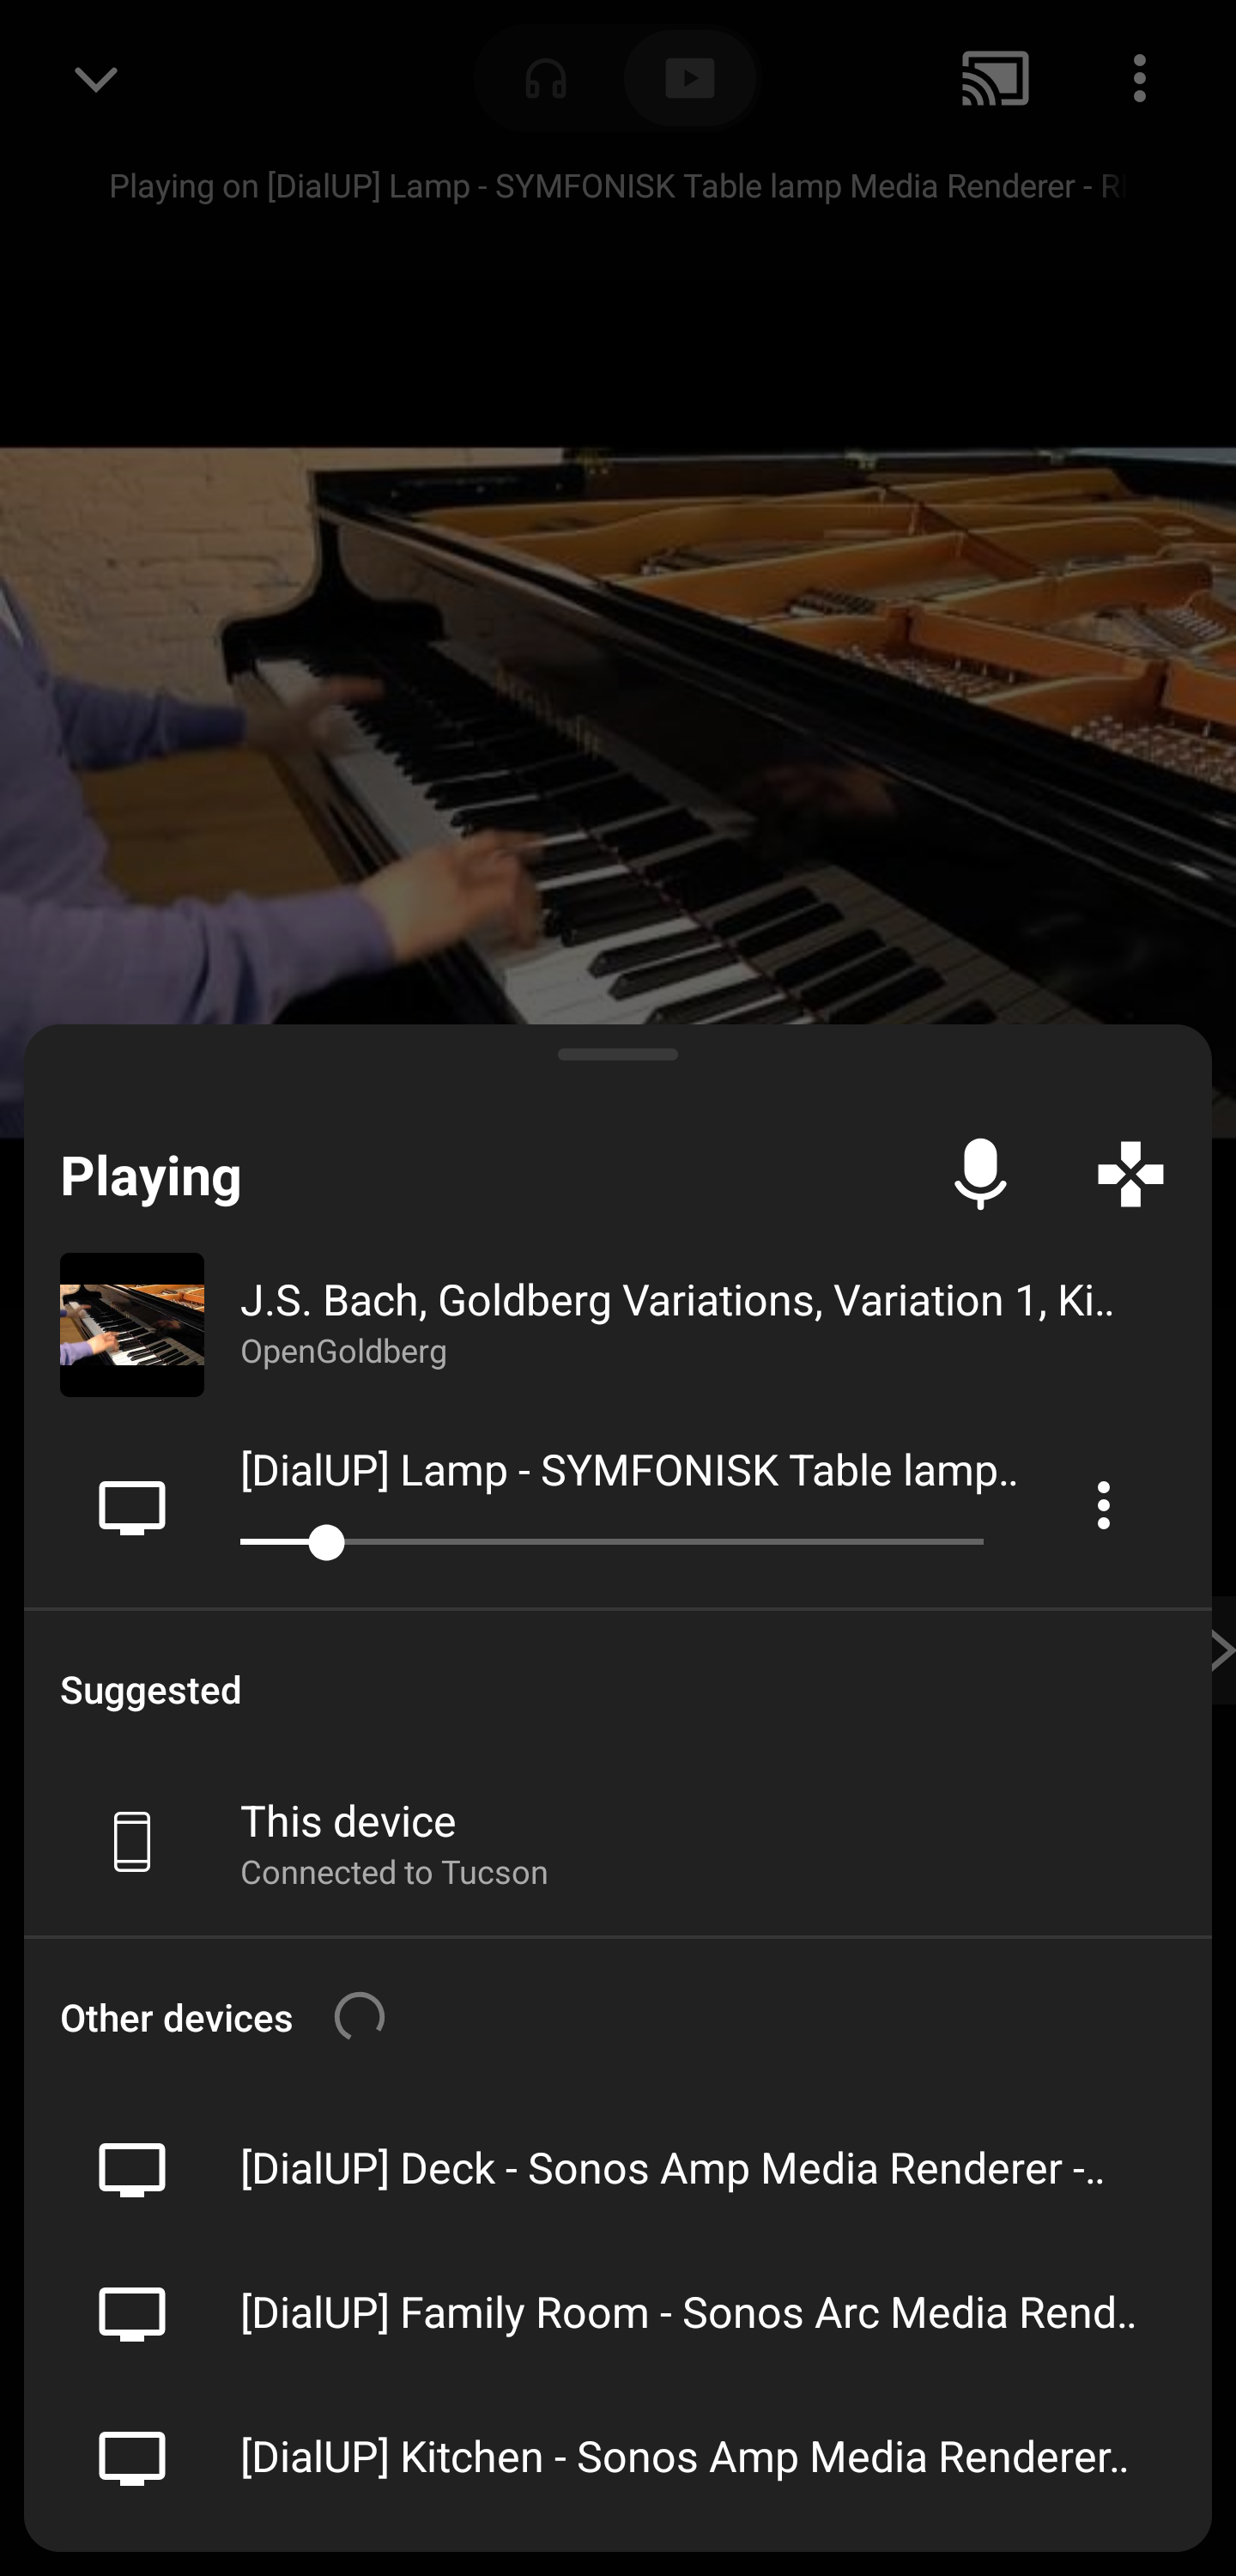 Playing on [DialUP] Lamp - SYMFONISK Table lamp Media Renderer -
Playing
J.S. Bach, Goldberg Variations, Variation 1, Ki..
OpenGoldberg
[DialUP] Lamp - SYMFONISK Table lamp..
Suggested
This device
Connected to Tucson
Other devices
[DialUP] Deck - Sonos Amp Media Renderer -..
[DialUP] Family Room - Sonos Arc Media Rend..
[DialUP] Kitchen - Sonos Amp Media Renderer..